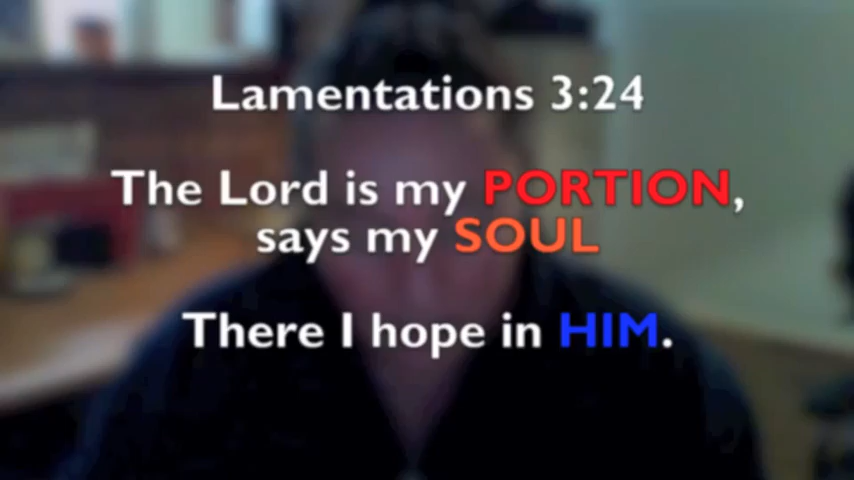 Lamentations 3:24
The Lord is my PORTION,
says my SOUL
There I hope in HIM.